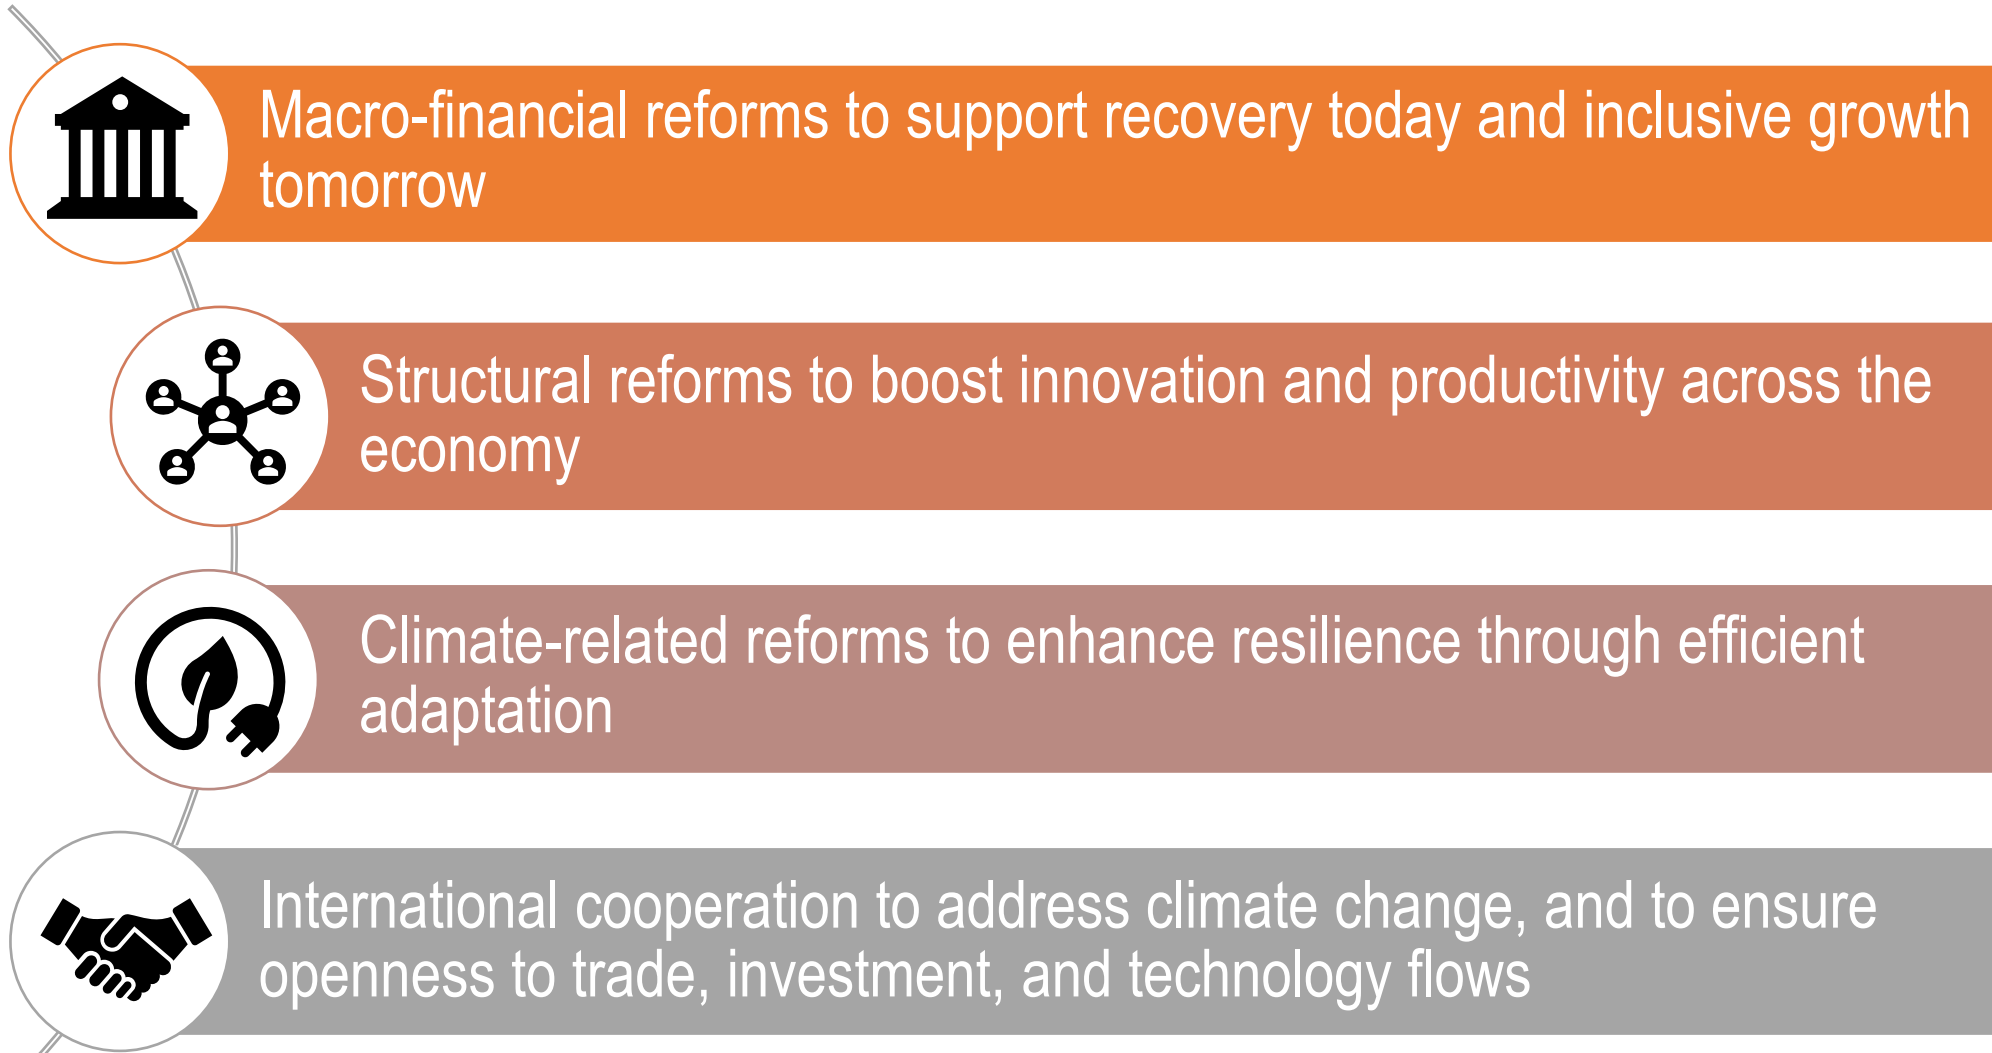 Macro-financial reforms to support recovery today and inclusive growth
tomorrow
Structural reforms to boost innovation and productivity across the
economy
Climate-related reforms to enhance resilience through efficient
adaptation
International cooperation to address climate change, and to ensure
openness to trade, investment, and technology flows